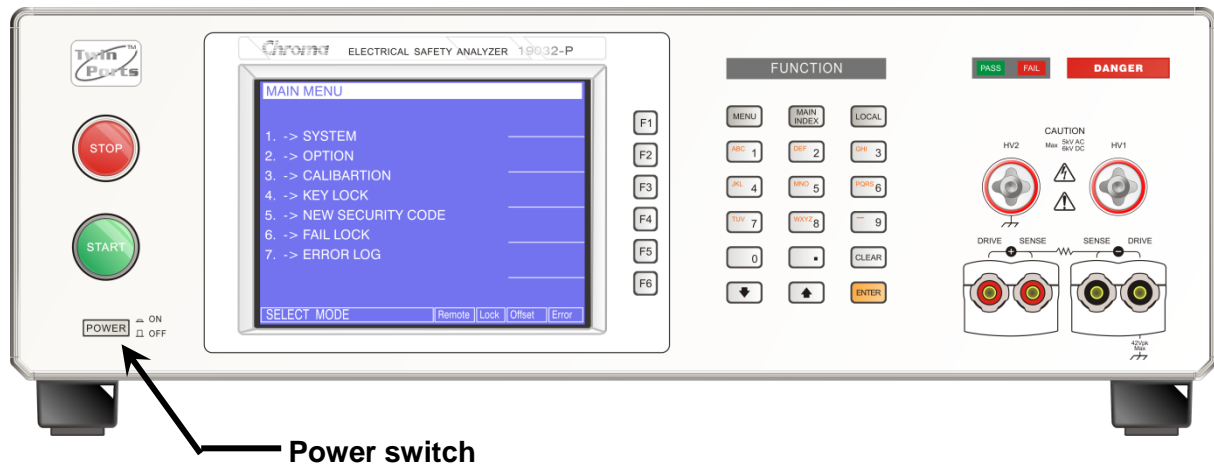 Twin Ports TM
Chroma ELECTRICAL SAFETY ANALYZER 19032-P
STOP
START
POWER
ON
OFF
MAIN MENU
1. -> SYSTEM
2. -> OPTION
3. -> CALIBARTION
4. -> KEY LOCK
5. -> NEW SECURITY CODE
6. -> FAIL LOCK
7. -> ERROR LOG
SELECT MODE Remote Lock Offset Error
F1
F2
F3
F4
F5
F6
FUNCTION
MENU MAIN INDEX LOCAL
ABC 1 DEF 2 GHI 3
JKL 4 MNO 5 PQRS 6
TUV 7 WXYZ 8 — 9
0 . CLEAR
ENTER
PASS FAIL DANGER
CAUTION
HV2 Max 5kV AC 6kV DC HV1
DRIVE SENSE SENSE DRIVE
42Vpk Max
Power switch